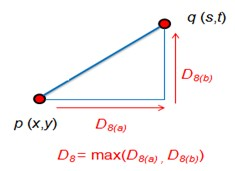 q (s,t)
D8(b)
p (x,y)
D8(a)
D8 = max(D8(a) , D8(b))